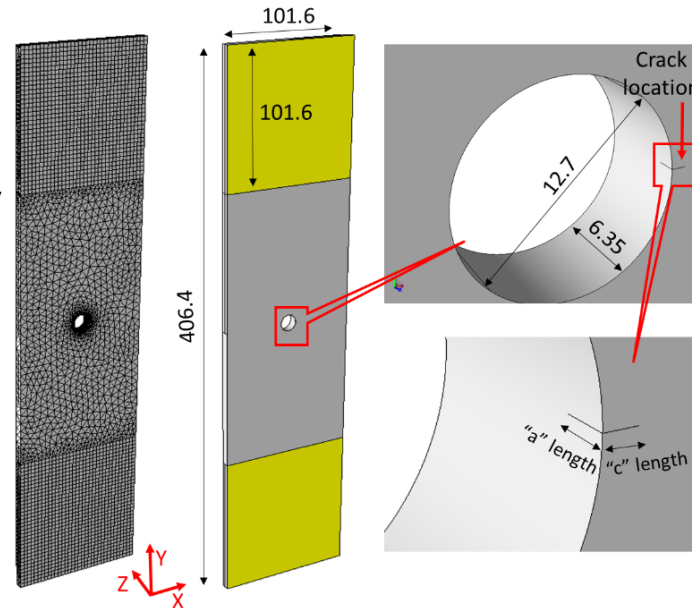 101.6
101.6
406.4
Y
Z
X
Crack
location
12.7
6.35
"a" length
"c" length